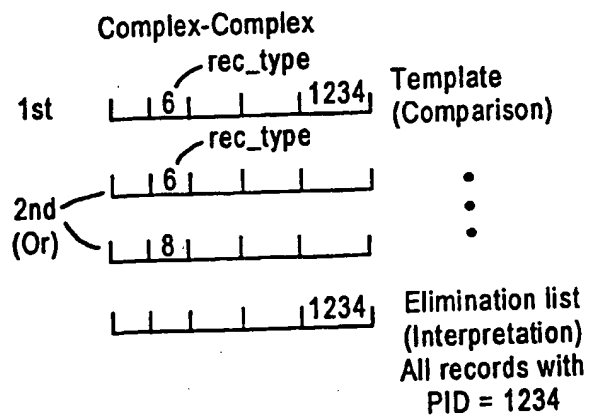 Complex-Complex
rec_type
1st 6 1234 Template
(Comparison)
rec_type
6
2nd
(Or) 8
1234 Elimination list
(Interpretation)
All records with
PID = 1234